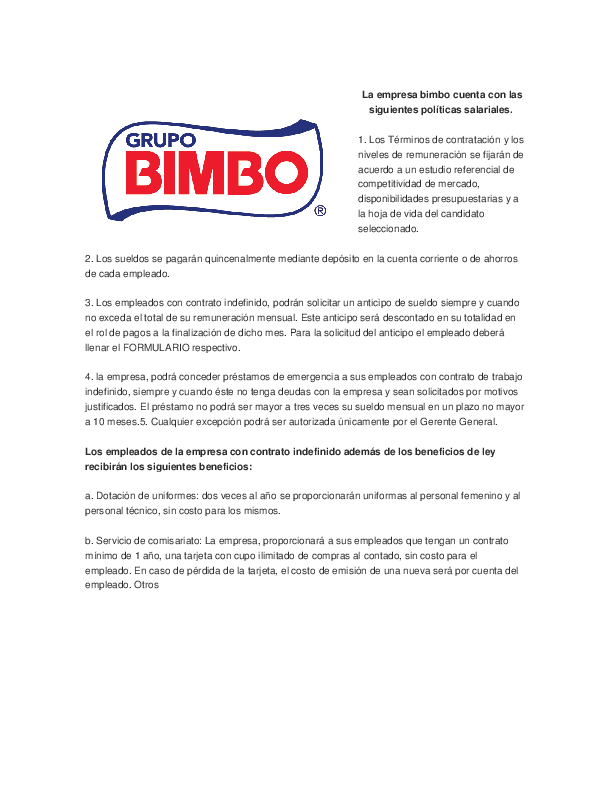 La empresa bimbo cuenta con las
siguientes políticas salariales.
GRUPO
BIMBO
®
1. Los Términos de contratación y los
niveles de remuneración se fijarán de
acuerdo a un estudio referencial de
competitividad de mercado,
disponibilidades presupuestarias y a
la hoja de vida del candidato
seleccionado.
2. Los sueldos se pagarán quincenalmente mediante depósito en la cuenta corriente o de ahorros
de cada empleado.
3. Los empleados con contrato indefinido, podrán solicitar un anticipo de sueldo siempre y cuando
no exceda el total de su remuneración mensual. Este anticipo será descontado en su totalidad en
el rol de pagos a la finalización de dicho mes. Para la solicitud del anticipo el empleado deberá
llenar el FORMULARIO respectivo.
4. la empresa, podrá conceder préstamos de emergencia a sus empleados con contrato de trabajo
indefinido, siempre y cuando éste no tenga deudas con la empresa y sean solicitados por motivos
justificados. El préstamo no podrá ser mayor a tres veces su sueldo mensual en un plazo no mayor
a 10 meses.5. Cualquier excepción podrá ser autorizada únicamente por el Gerente General.
Los empleados de la empresa con contrato indefinido además de los beneficios de ley
recibirán los siguientes beneficios:
a. Dotación de uniformes: dos veces al año se proporcionarán uniformas al personal femenino y al
personal técnico, sin costo para los mismos.
b. Servicio de comisariato: La empresa, proporcionará a sus empleados que tengan un contrato
mínimo de 1 año, una tarjeta con cupo ilimitado de compras al contado, sin costo para el
empleado. En caso de pérdida de la tarjeta, el costo de emisión de una nueva será por cuenta del
empleado. Otros